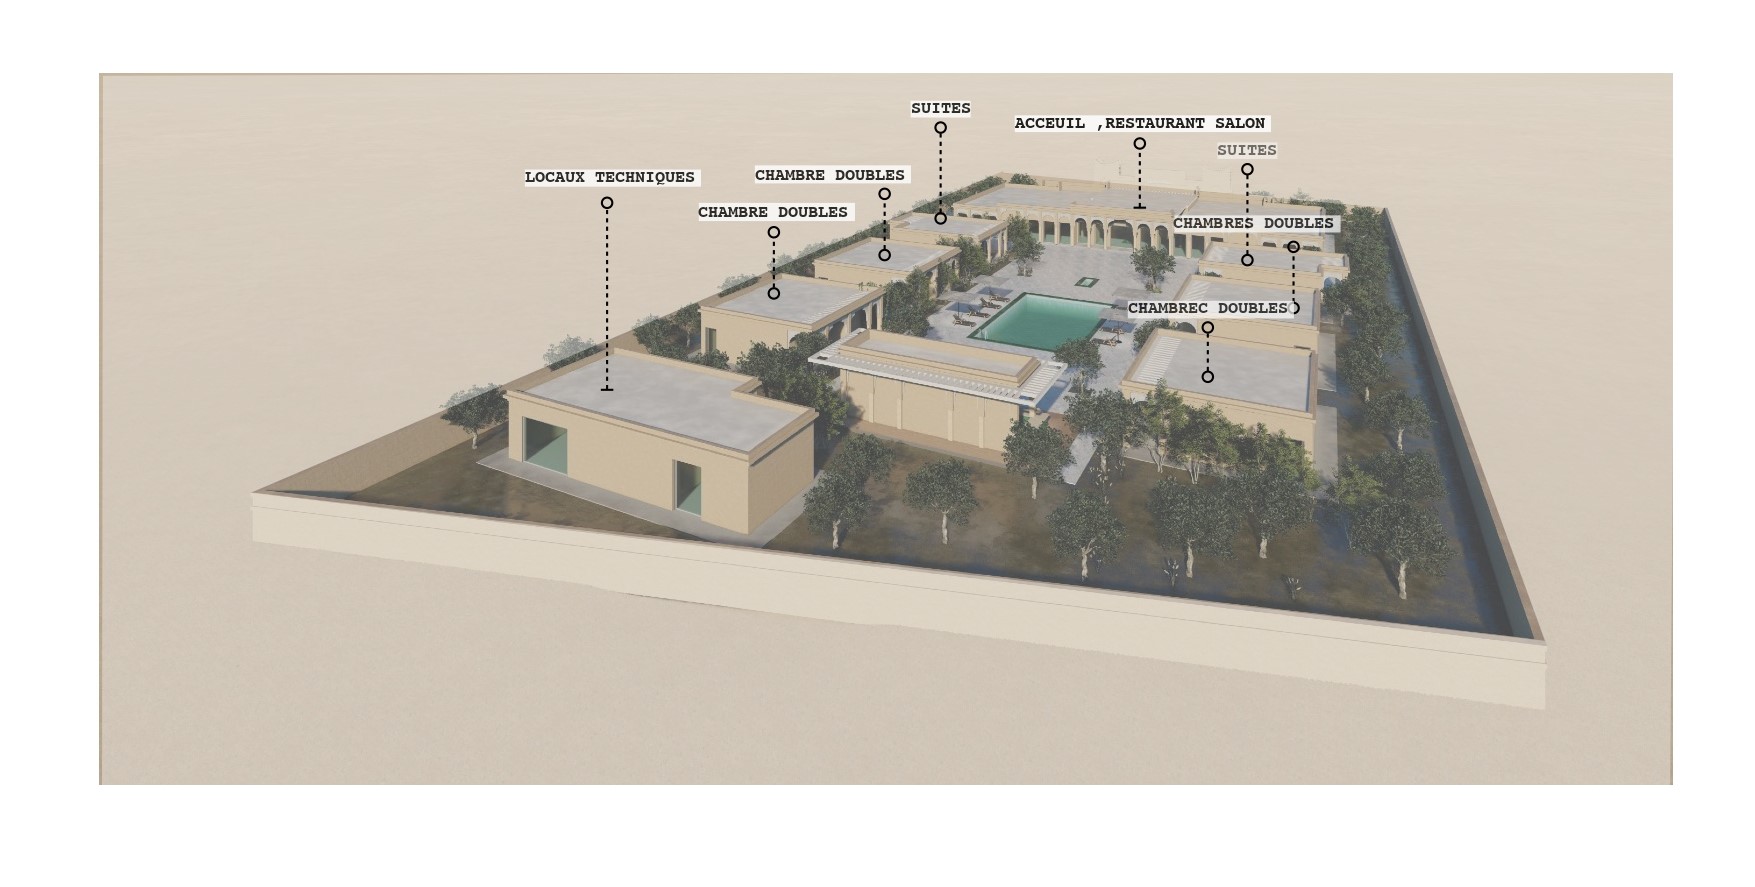 SUITES
ACCEUIL ,RESTAURANT SALON
SUITES
CHAMBRE DOUBLES
LOCAUX TECHNIQUES
CHAMBRE DOUBLES
CHAMBRES DOUBLES
CHAMBREC DOUBLES